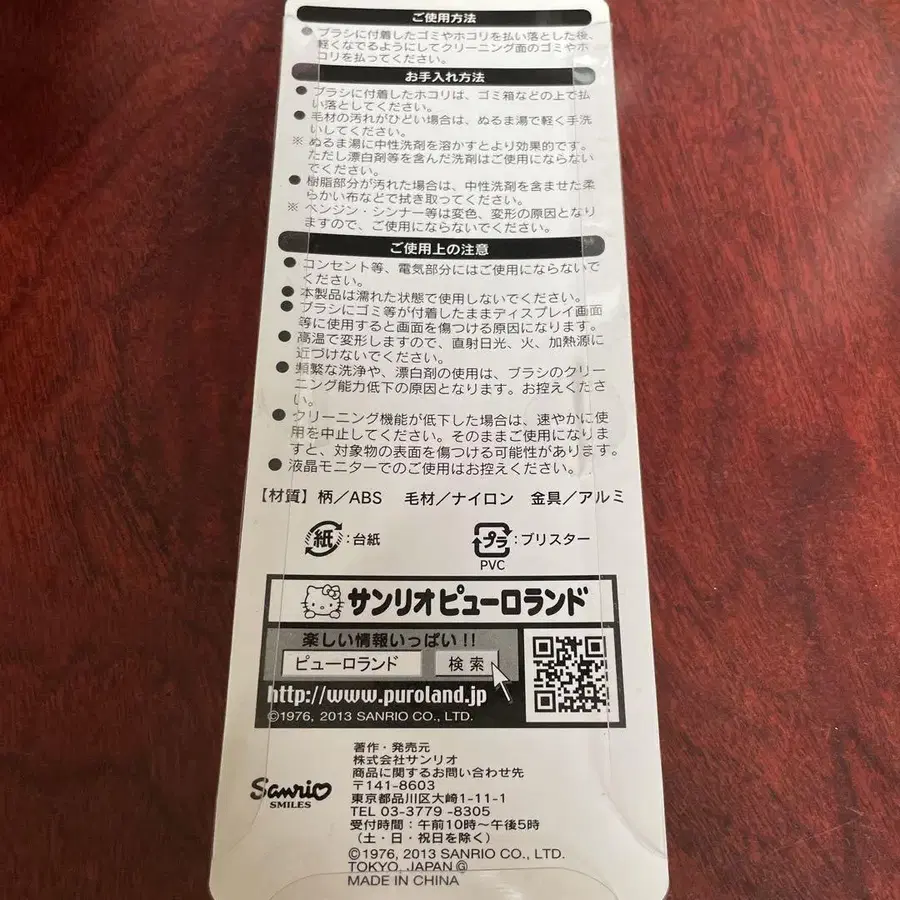 ご使用方法
● ブラシに付着したゴミやホコリを払い落とした後、
軽くなでるようにしてクリーニング面のゴミやホ
コリを払ってください。
お手入れ方法
● ブラシに付着したホコリは、ゴミ箱などの上で払
い落としてください。
● 毛材の汚れがひどい場合は、ぬるま湯で軽く手洗
いしてください。
※ ぬるま湯に中性洗剤を溶かすとより効果的です。
ただし漂白剤等を含んだ洗剤はご使用にならない
でください。
● 樹脂部分が汚れた場合は、中性洗剤を含ませた柔
らかい布などで拭き取ってください。
※ ベンジン・シンナー等は変色、変形の原因となり
ますので、ご使用にならないでください。
ご使用上の注意
● コンセント等、電気部分にはご使用にならないで
ください。
● 本製品は濡れた状態で使用しないでください。
● ブラシにゴミ等が付着したままディスプレイ画面
等に使用すると画面を傷つける原因になります。
● 高温で変形しますので、直射日光、火、加熱源に
近づけないでください。
● 頻繁な洗浄や、漂白剤の使用は、ブラシのクリー
ニング能力低下の原因となります。お控えくださ
い。
● クリーニング機能が低下した場合は、速やかに使
用を中止してください。そのままご使用になりま
すと、対象物の表面を傷つける可能性があります。
● 液晶モニターでのご使用はお控えください。
【材質】柄／ABS 毛材／ナイロン 金具／アルミ
紙:台紙 プラ:ブリスター
PVC
サンリオピューロランド
楽しい情報いっぱい!!
ピューロランド 検索
http://www.puroland.jp
©1976, 2013 SANRIO CO., LTD.
Sanrio
SMILES
著作・発売元
株式会社サンリオ
商品に関するお問い合わせ先
〒141-8603
東京都品川区大崎1-11-1
TEL 03-3779-8305
受付時間：午前10時〜午後5時
（土・日・祝日を除く）
©1976, 2013 SANRIO CO., LTD.
TOKYO, JAPAN Ⓖ
MADE IN CHINA